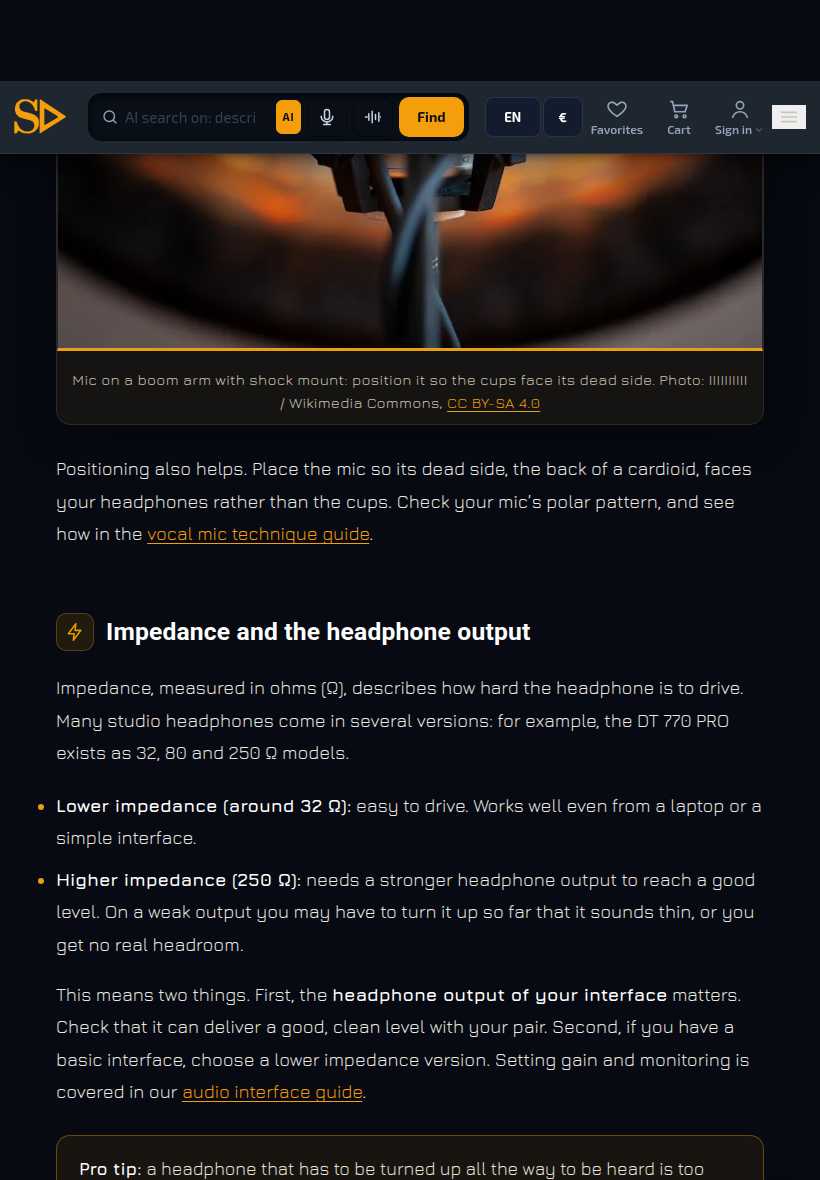 SD
AI search on: descri
AI
Find
EN
€
Favorites
Cart
Sign in
Mic on a boom arm with shock mount: position it so the cups face its dead side. Photo: IIIIIIIIII
/ Wikimedia Commons, CC BY-SA 4.0
Positioning also helps. Place the mic so its dead side, the back of a cardioid, faces
your headphones rather than the cups. Check your mic's polar pattern, and see
how in the vocal mic technique guide.
Impedance and the headphone output
Impedance, measured in ohms (Ω), describes how hard the headphone is to drive.
Many studio headphones come in several versions: for example, the DT 770 PRO
exists as 32, 80 and 250 Ω models.
Lower impedance (around 32 Ω): easy to drive. Works well even from a laptop or a
simple interface.
Higher impedance (250 Ω): needs a stronger headphone output to reach a good
level. On a weak output you may have to turn it up so far that it sounds thin, or you
get no real headroom.
This means two things. First, the headphone output of your interface matters.
Check that it can deliver a good, clean level with your pair. Second, if you have a
basic interface, choose a lower impedance version. Setting gain and monitoring is
covered in our audio interface guide.
Pro tip: a headphone that has to be turned up all the way to be heard is too